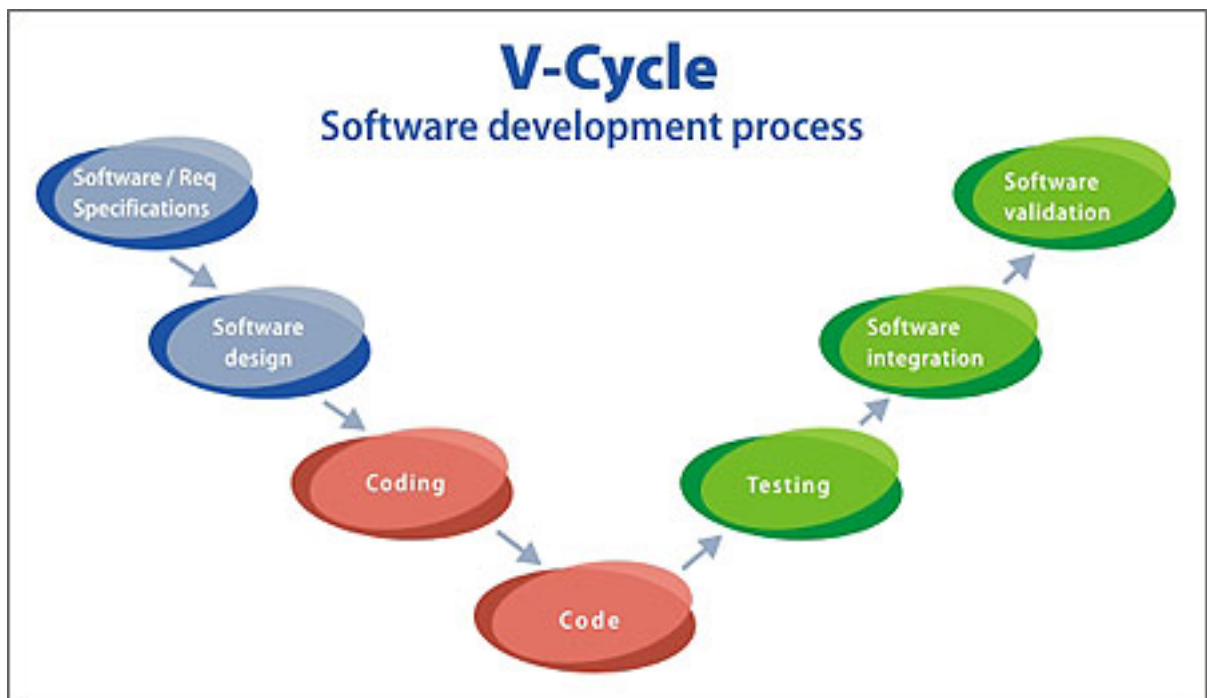 V-Cycle
Software development process
Software / Req
Specifications
Software
design
Coding
Code
Testing
Software
integration
Software
validation